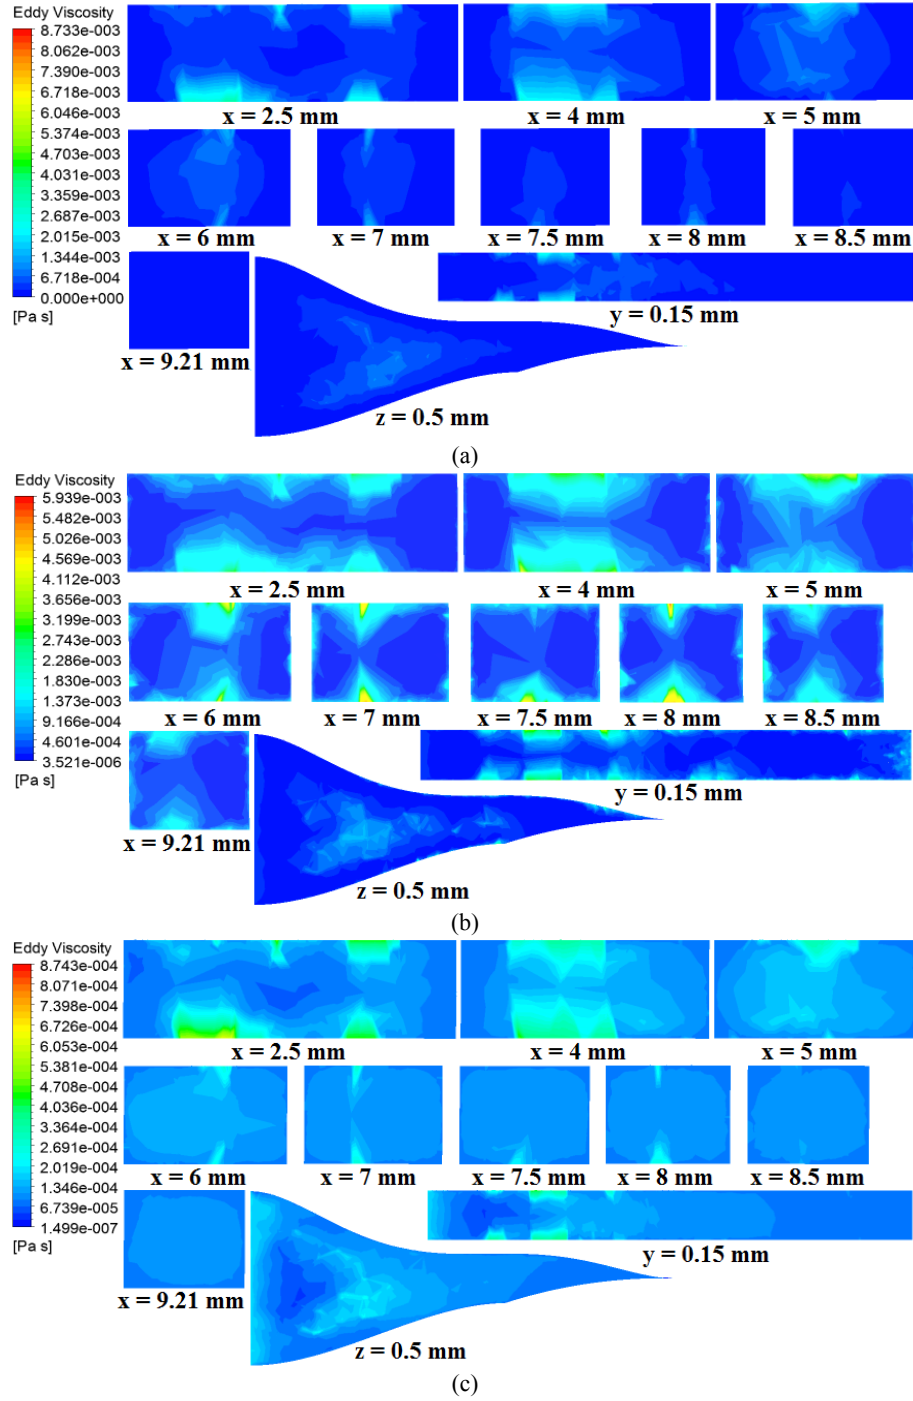 Eddy Viscosity
8.733e-003
8.062e-003
7.390e-003
6.718e-003
6.046e-003
5.374e-003
4.703e-003
4.031e-003
3.359e-003
2.687e-003
2.015e-003
1.344e-003
6.718e-004
0.000e+000
[Pa s]
x = 2.5 mm
x = 4 mm
x = 5 mm
x = 6 mm
x = 7 mm
x = 7.5 mm
x = 8 mm
x = 8.5 mm
x = 9.21 mm
y = 0.15 mm
z = 0.5 mm
(a)
Eddy Viscosity
5.939e-003
5.482e-003
5.026e-003
4.569e-003
4.112e-003
3.656e-003
3.199e-003
2.743e-003
2.286e-003
1.830e-003
1.373e-003
9.166e-004
4.601e-004
3.521e-006
[Pa s]
x = 2.5 mm
x = 4 mm
x = 5 mm
x = 6 mm
x = 7 mm
x = 7.5 mm
x = 8 mm
x = 8.5 mm
x = 9.21 mm
y = 0.15 mm
z = 0.5 mm
(b)
Eddy Viscosity
8.743e-004
8.071e-004
7.398e-004
6.726e-004
6.053e-004
5.381e-004
4.708e-004
4.036e-004
3.364e-004
2.691e-004
2.019e-004
1.346e-004
6.739e-005
1.499e-007
[Pa s]
x = 2.5 mm
x = 4 mm
x = 5 mm
x = 6 mm
x = 7 mm
x = 7.5 mm
x = 8 mm
x = 8.5 mm
x = 9.21 mm
y = 0.15 mm
z = 0.5 mm
(c)